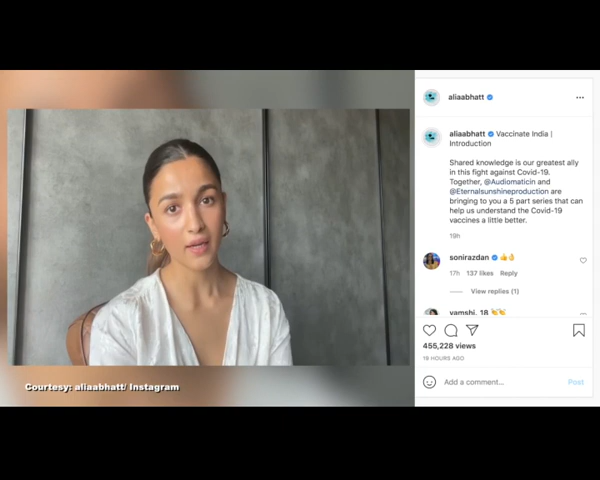 aliaabhatt
aliaabhatt Vaccinate India |
Introduction
Shared knowledge is our greatest ally
in this fight against Covid-19.
Together, @Audiomaticin and
@Eternalsunshineproduction are
bringing to you a 5 part series that can
help us understand the Covid-19
vaccines a little better.
19h
sonirazdan 👍👌
17h 137 likes Reply
View replies (1)
vamshi. 18
455,228 views
19 HOURS AGO
Add a comment... Post
Courtesy: aliaabhatt/ Instagram